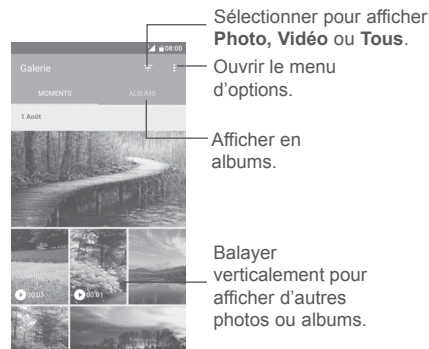 Sélectionner pour afficher
Photo, Vidéo ou Tous.
08:00
Galerie
Ouvrir le menu
d'options.
MOMENTS
ALBUMS
1 Août
Afficher en
albums.
Balayer
verticalement pour
afficher d'autres
photos ou albums.
00:01
00:01